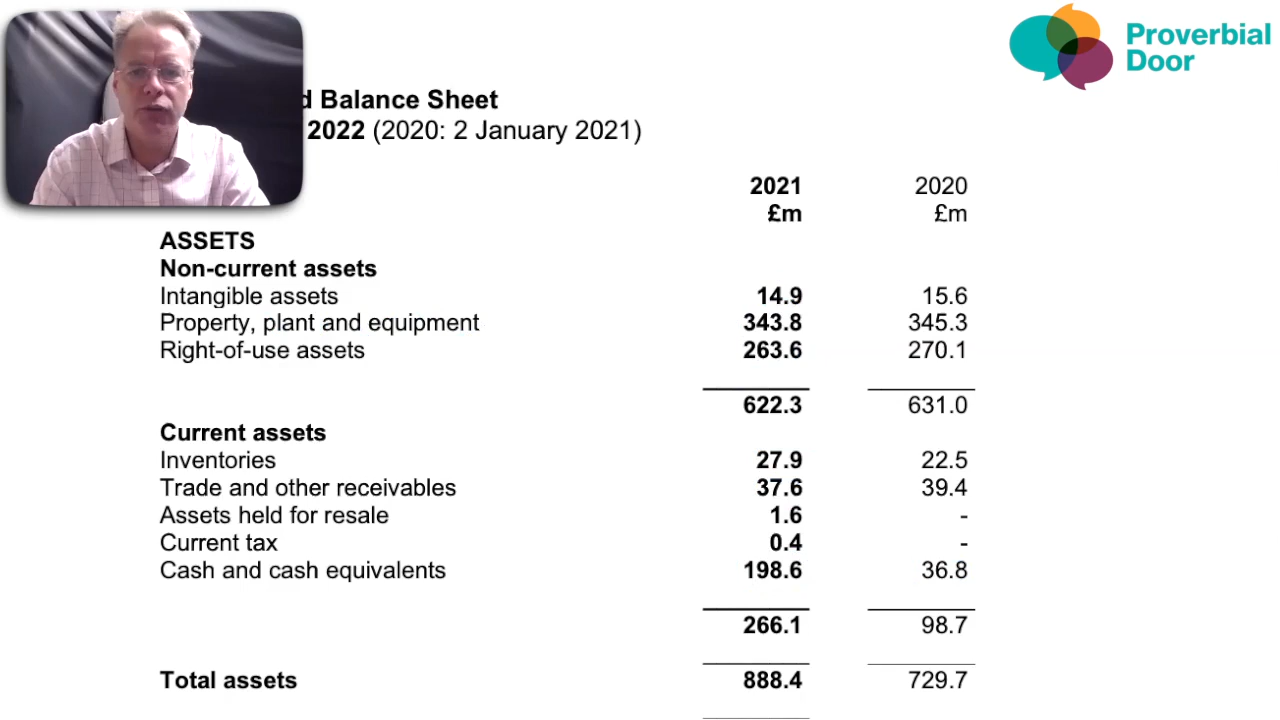 Proverbial
Door
d Balance Sheet
2022 (2020: 2 January 2021)
2021 2020
£m £m
ASSETS
Non-current assets
Intangible assets 14.9 15.6
Property, plant and equipment 343.8 345.3
Right-of-use assets 263.6 270.1
622.3 631.0
Current assets
Inventories 27.9 22.5
Trade and other receivables 37.6 39.4
Assets held for resale 1.6 -
Current tax 0.4 -
Cash and cash equivalents 198.6 36.8
266.1 98.7
Total assets 888.4 729.7